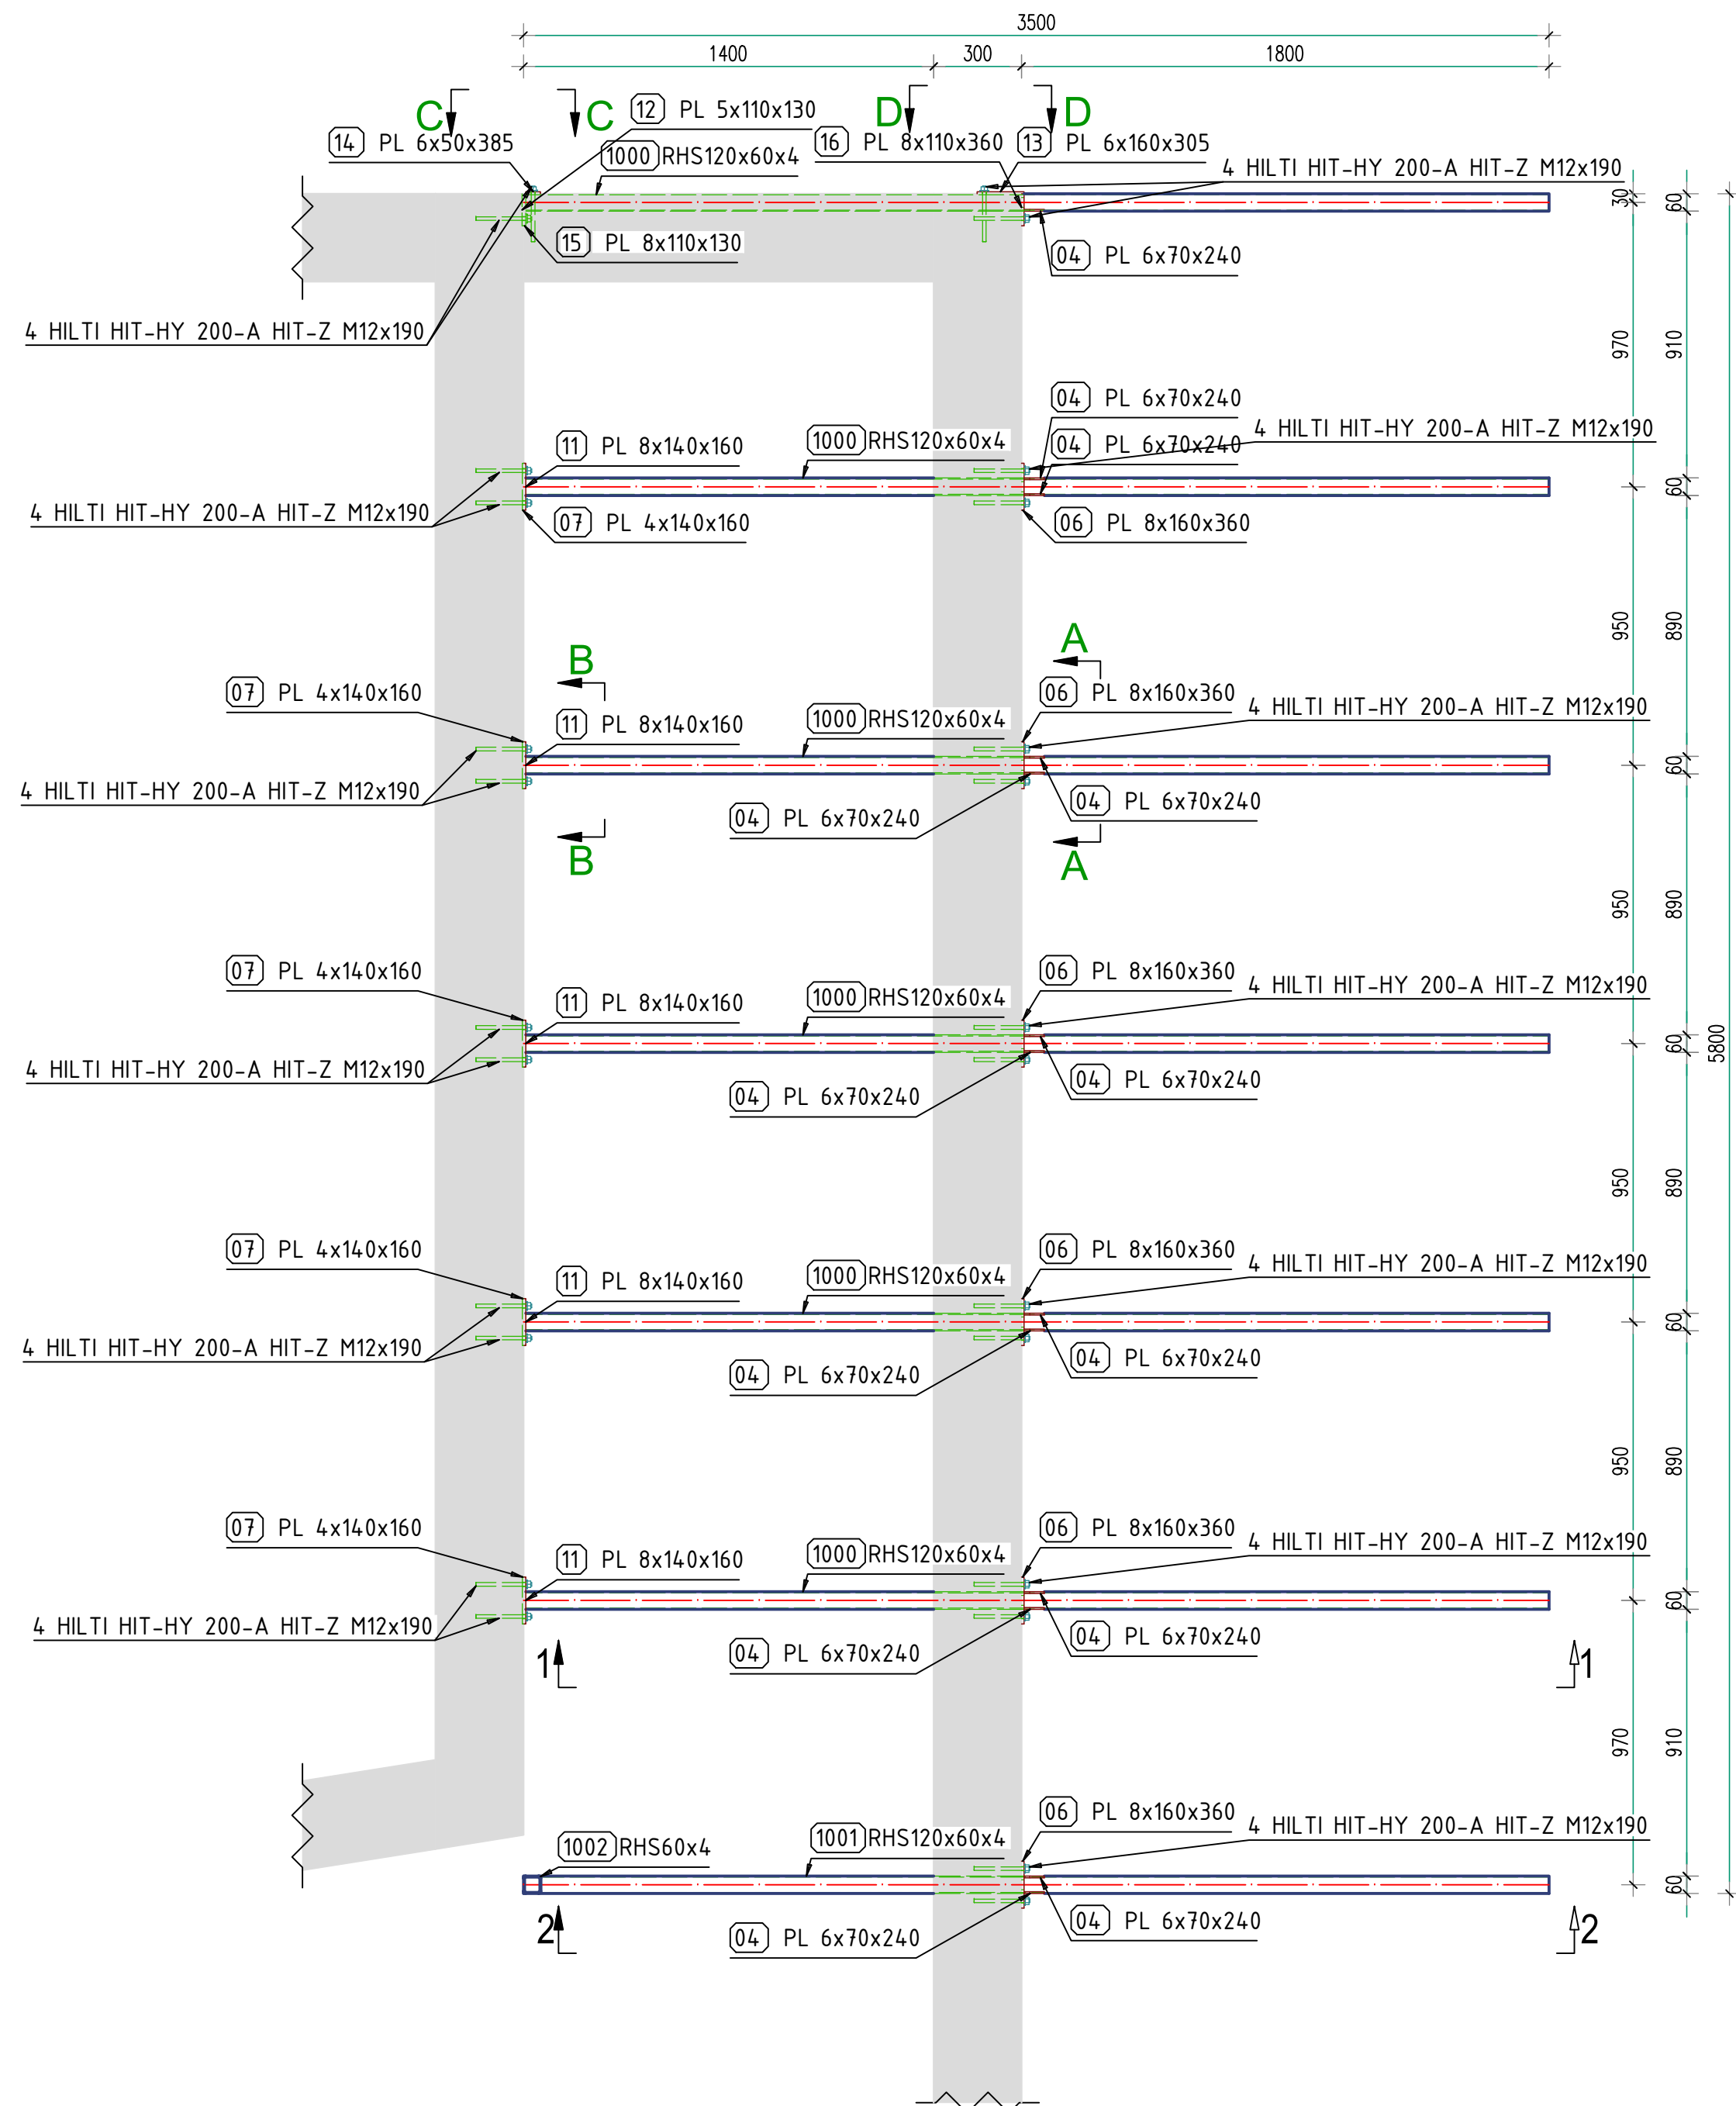 3500
1400 300 1800
C C D D
12 PL 5x110x130
14 PL 6x50x385
1000 RHS120x60x4
16 PL 8x110x360
13 PL 6x160x305
4 HILTI HIT-HY 200-A HIT-Z M12x190
30 60
15 PL 8x110x130
04 PL 6x70x240
4 HILTI HIT-HY 200-A HIT-Z M12x190
970 910
04 PL 6x70x240
11 PL 8x140x160
1000 RHS120x60x4
04 PL 6x70x240
4 HILTI HIT-HY 200-A HIT-Z M12x190
60
4 HILTI HIT-HY 200-A HIT-Z M12x190
07 PL 4x140x160
06 PL 8x160x360
950 890
B A
07 PL 4x140x160
11 PL 8x140x160
1000 RHS120x60x4
06 PL 8x160x360
4 HILTI HIT-HY 200-A HIT-Z M12x190
60
4 HILTI HIT-HY 200-A HIT-Z M12x190
04 PL 6x70x240
04 PL 6x70x240
B A
950 890
07 PL 4x140x160
11 PL 8x140x160
1000 RHS120x60x4
06 PL 8x160x360
4 HILTI HIT-HY 200-A HIT-Z M12x190
60
5800
4 HILTI HIT-HY 200-A HIT-Z M12x190
04 PL 6x70x240
04 PL 6x70x240
950 890
07 PL 4x140x160
11 PL 8x140x160
1000 RHS120x60x4
06 PL 8x160x360
4 HILTI HIT-HY 200-A HIT-Z M12x190
60
4 HILTI HIT-HY 200-A HIT-Z M12x190
04 PL 6x70x240
04 PL 6x70x240
950 890
07 PL 4x140x160
11 PL 8x140x160
1000 RHS120x60x4
06 PL 8x160x360
4 HILTI HIT-HY 200-A HIT-Z M12x190
60
4 HILTI HIT-HY 200-A HIT-Z M12x190
04 PL 6x70x240
04 PL 6x70x240
1 1
970 910
1002 RHS60x4
1001 RHS120x60x4
06 PL 8x160x360
4 HILTI HIT-HY 200-A HIT-Z M12x190
60
2 2
04 PL 6x70x240
04 PL 6x70x240